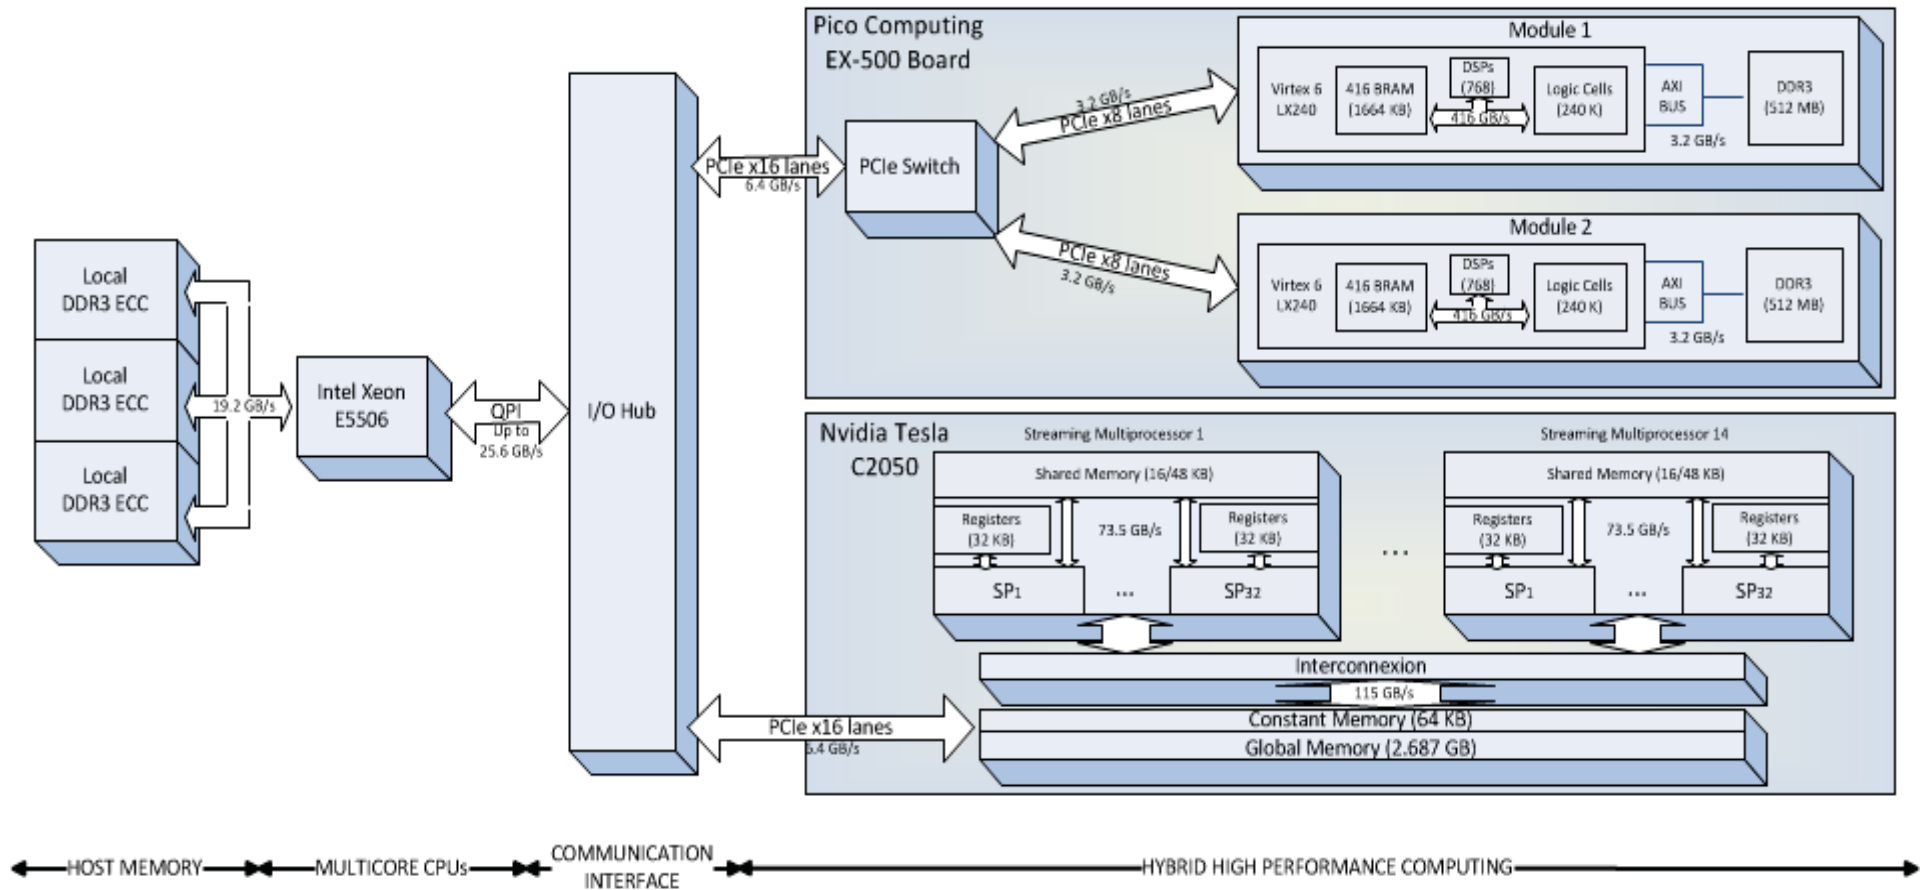 Pico Computing
EX-500 Board
PCIe Switch
PCIe x16 lanes
6.4 GB/s
3.2 GB/s
PCIe x8 lanes
PCIe x8 lanes
3.2 GB/s
Module 1
Virtex 6
LX240
416 BRAM
(1664 KB)
DSPs
(768)
416 GB/s
Logic Cells
(240 K)
AXI
BUS
3.2 GB/s
DDR3
(512 MB)
Module 2
Virtex 6
LX240
416 BRAM
(1664 KB)
DSPs
(768)
416 GB/s
Logic Cells
(240 K)
AXI
BUS
3.2 GB/s
DDR3
(512 MB)
Local
DDR3 ECC
Local
DDR3 ECC
Local
DDR3 ECC
19.2 GB/s
Intel Xeon
E5506
QPI
Up to
25.6 GB/s
I/O Hub
Nvidia Tesla
C2050
Streaming Multiprocessor 1
Shared Memory (16/48 KB)
Registers
(32 KB)
73.5 GB/s
Registers
(32 KB)
SP1
...
SP32
...
Streaming Multiprocessor 14
Shared Memory (16/48 KB)
Registers
(32 KB)
73.5 GB/s
Registers
(32 KB)
SP1
...
SP32
Interconnexion
115 GB/s
Constant Memory (64 KB)
Global Memory (2.687 GB)
PCIe x16 lanes
6.4 GB/s
HOST MEMORY
MULTICORE CPUs
COMMUNICATION
INTERFACE
HYBRID HIGH PERFORMANCE COMPUTING